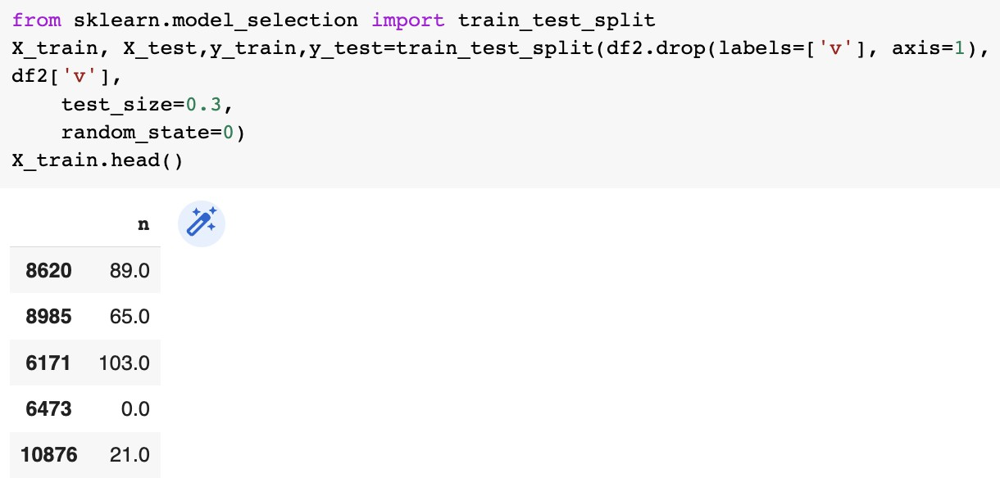 from sklearn.model_selection import train_test_split
X_train, X_test,y_train,y_test=train_test_split(df2.drop(labels=['v'], axis=1),
df2['v'],
    test_size=0.3,
    random_state=0)
X_train.head()
n
8620 89.0
8985 65.0
6171 103.0
6473 0.0
10876 21.0